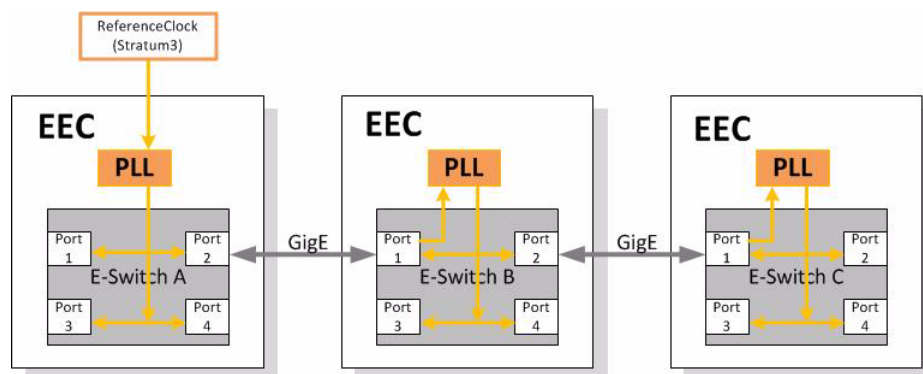 ReferenceClock
(Stratum3)
EEC
PLL
Port
1
Port
2
E-Switch A
Port
3
Port
4
GigE
EEC
PLL
Port
1
Port
2
E-Switch B
Port
3
Port
4
GigE
EEC
PLL
Port
1
Port
2
E-Switch C
Port
3
Port
4